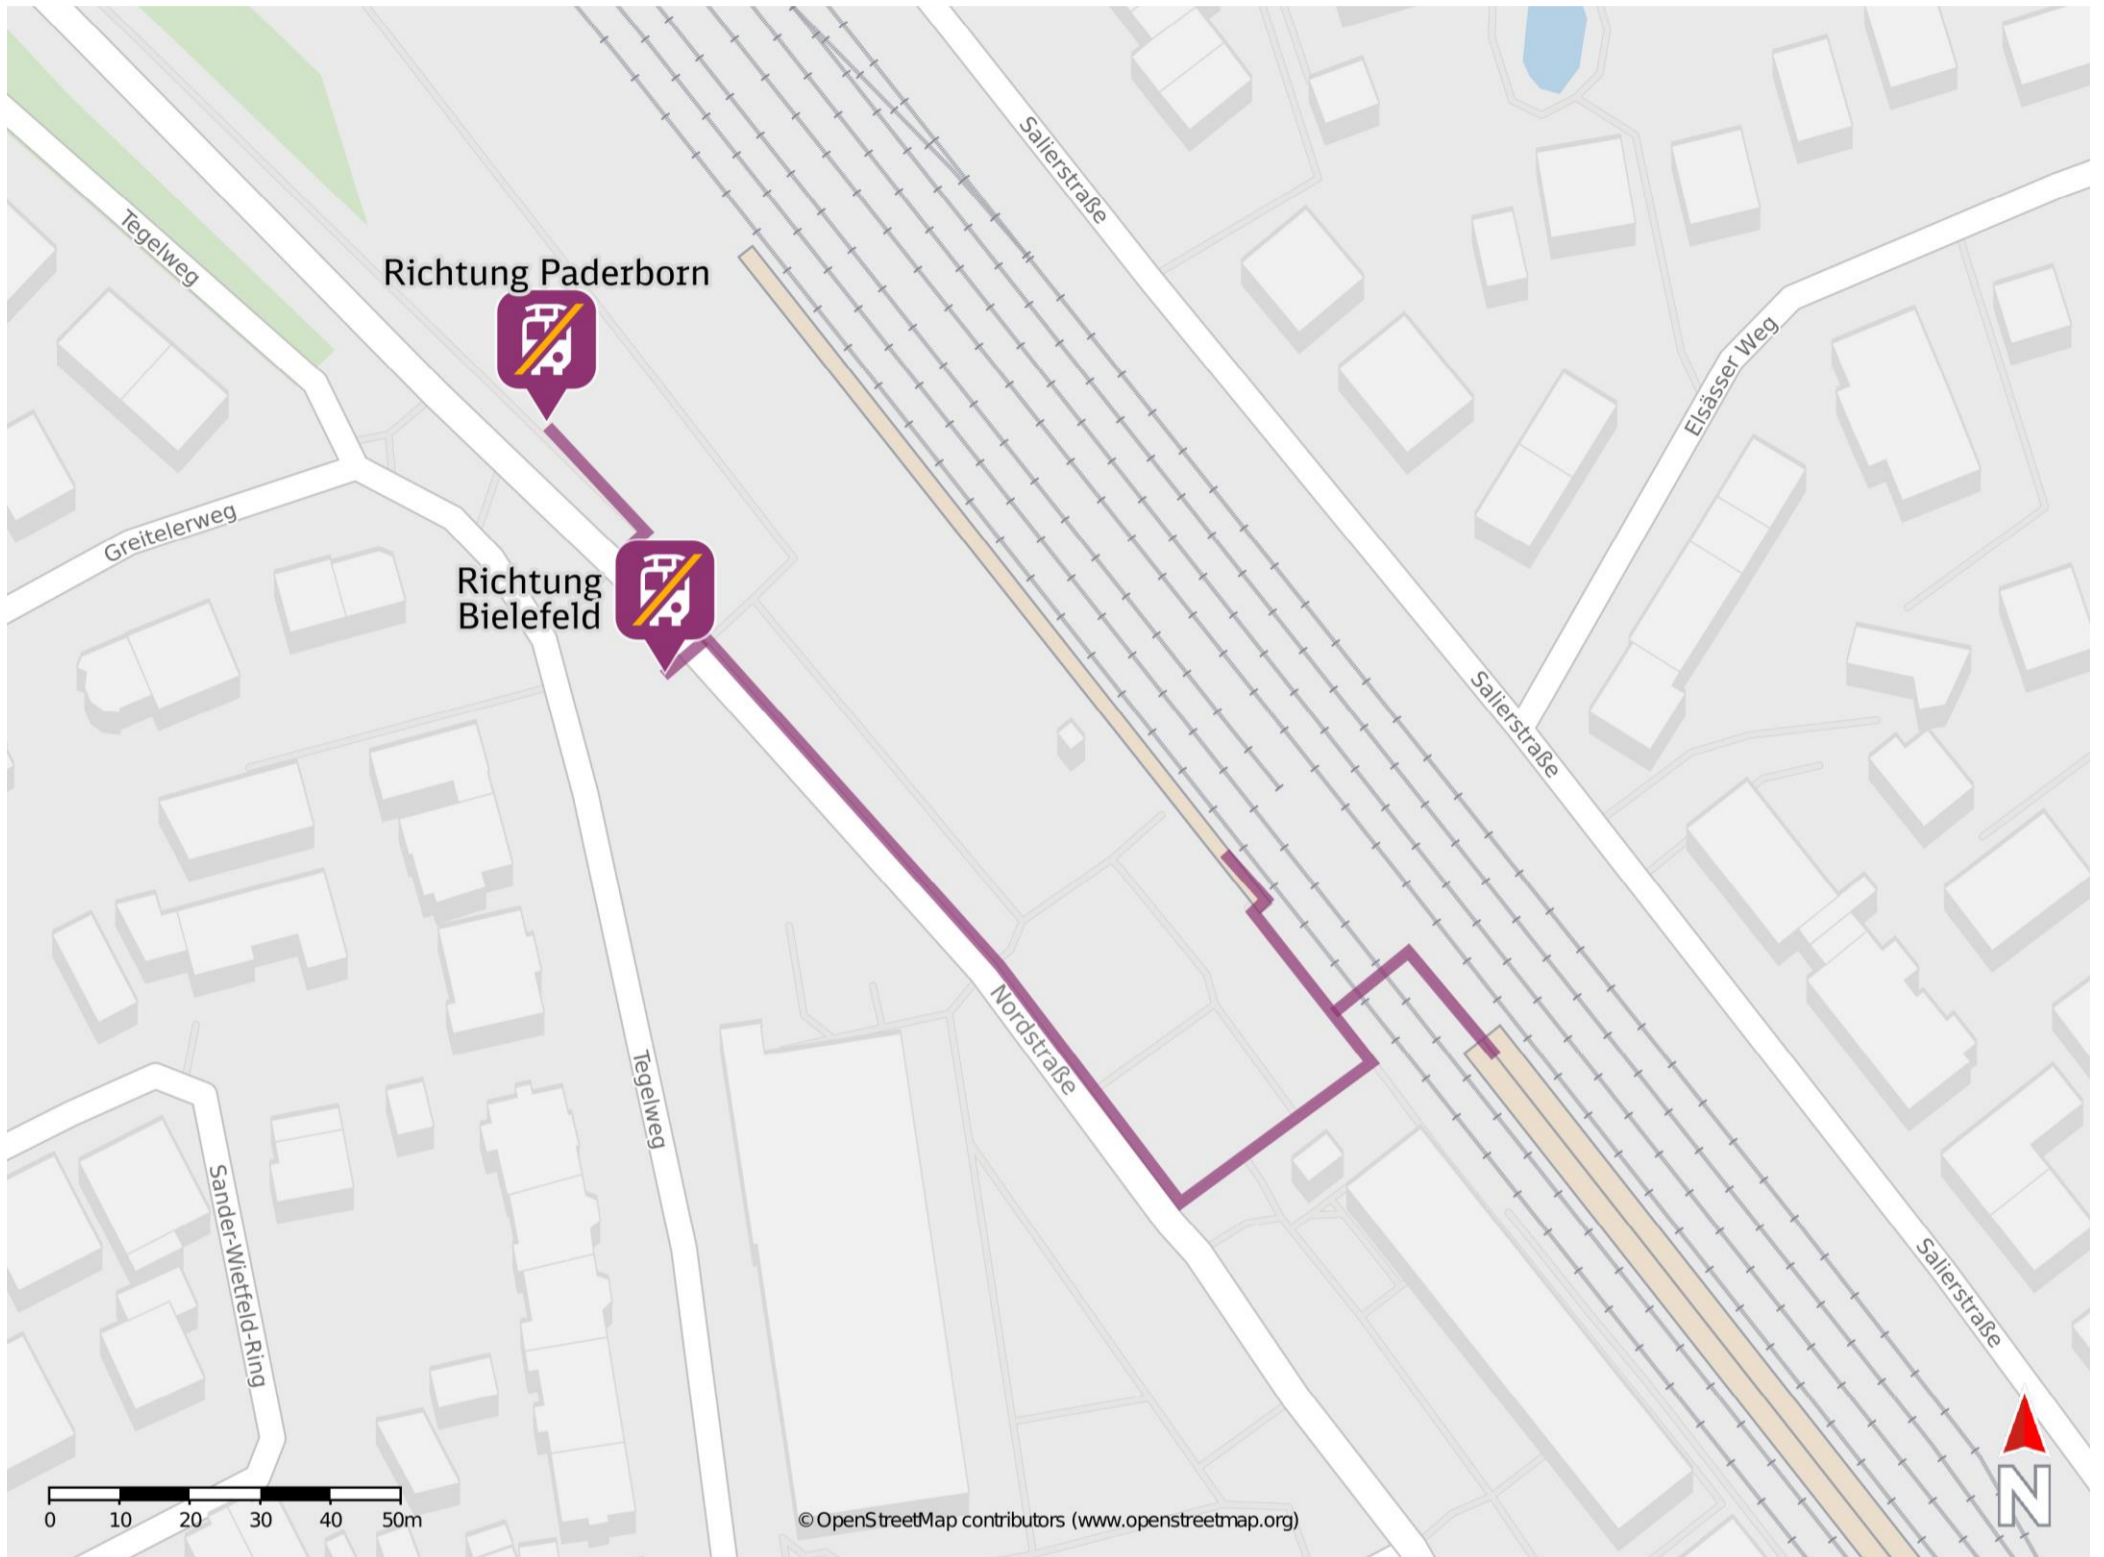 Salierstraße
Tegelweg
Richtung Paderborn
Elsässer Weg
Greitelerweg
Richtung
Bielefeld
Salierstraße
Nordstraße
Tegelweg
Sander-Wietfeld-Ring
Salierstraße
N
0 10 20 30 40 50m
© OpenStreetMap contributors (www.openstreetmap.org)